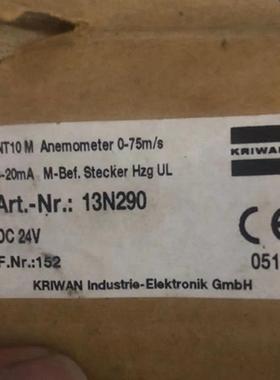 NT10 M Anemometer 0-75m/s
-20mA M-Bef. Stecker Hzg UL
KRIWAN
Art.-Nr.: 13N290
DC 24V
F.Nr.:152
CE
051
KRIWAN Industrie-Elektronik GmbH